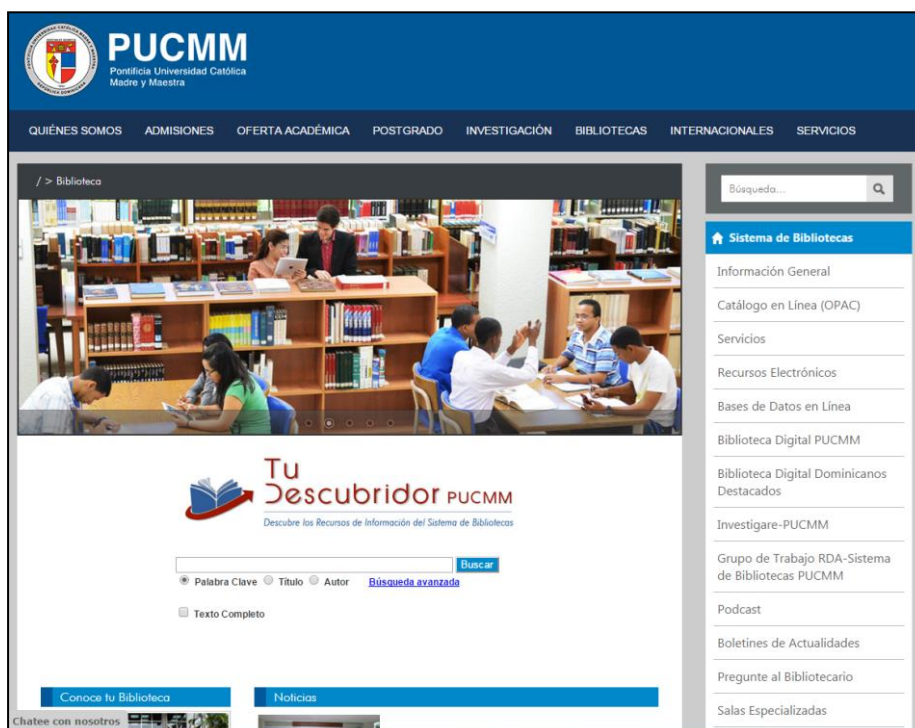 PUCMM
Pontificia Universidad Católica
Madre y Maestra
QUIÉNES SOMOS ADMISIONES OFERTA ACADÉMICA POSTGRADO INVESTIGACIÓN BIBLIOTECAS INTERNACIONALES SERVICIOS
/ > Biblioteca
Tu
Descubridor PUCMM
Descubre los Recursos de Información del Sistema de Bibliotecas
Buscar
Palabra Clave Título Autor Búsqueda avanzada
Texto Completo
Conoce tu Biblioteca
Noticias
Chatee con nosotros
Búsqueda...
Sistema de Bibliotecas
Información General
Catálogo en Línea (OPAC)
Servicios
Recursos Electrónicos
Bases de Datos en Línea
Biblioteca Digital PUCMM
Biblioteca Digital Dominicanos
Destacados
Investigare-PUCMM
Grupo de Trabajo RDA-Sistema
de Bibliotecas PUCMM
Podcast
Boletines de Actualidades
Pregunte al Bibliotecario
Salas Especializadas